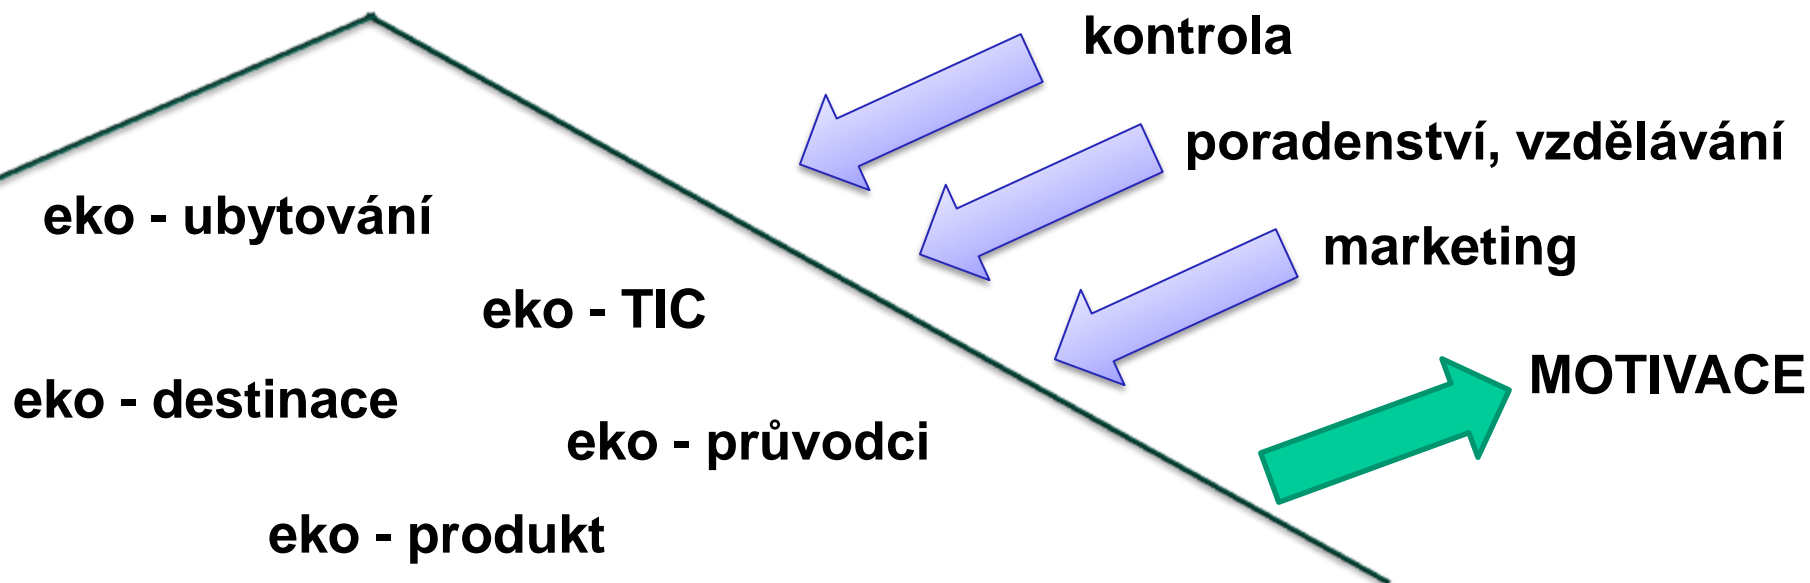 kontrola
poradenství, vzdělávání
eko - ubytování
marketing
eko - TIC
MOTIVACE
eko - destinace
eko - průvodci
eko - produkt